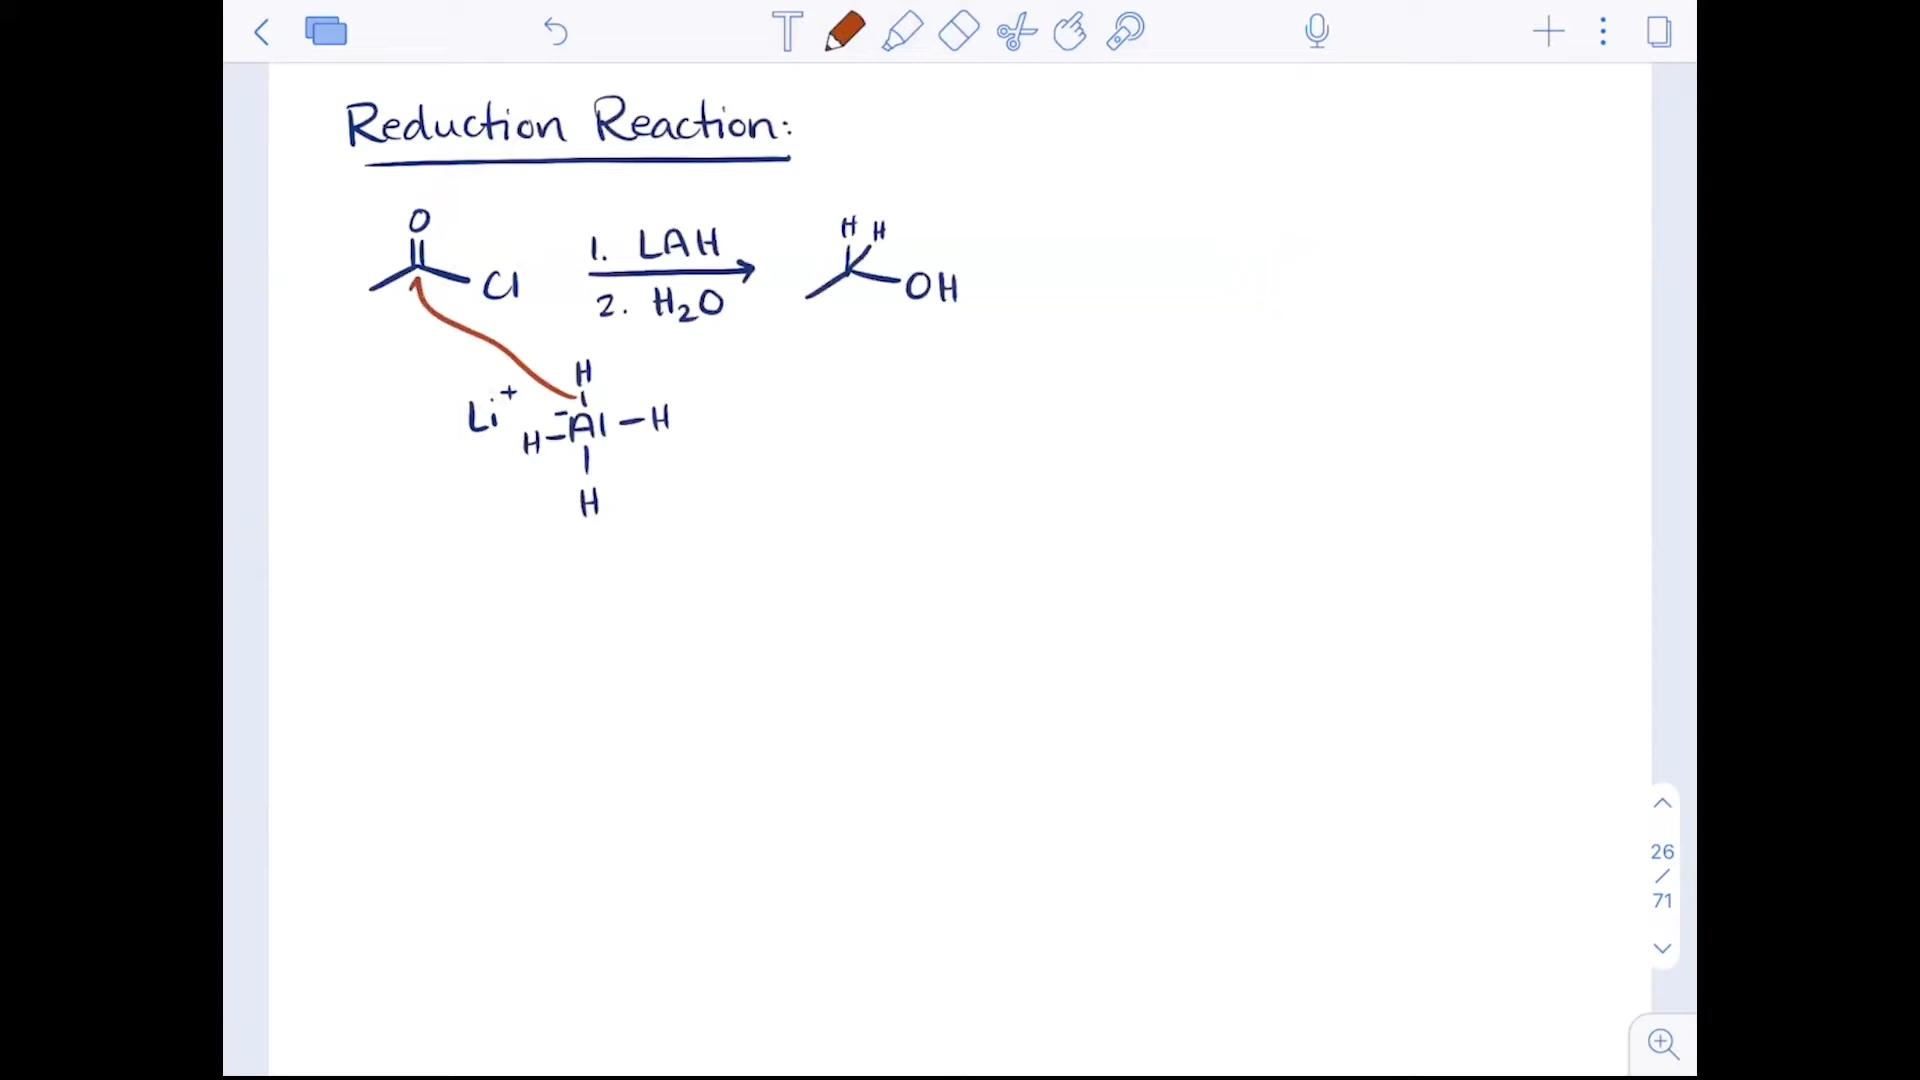 Reduction Reaction:
O
Cl
1. LAH
2. H₂O
H H
OH
H
Li⁺
H-⁻Al-H
H
26
/
71